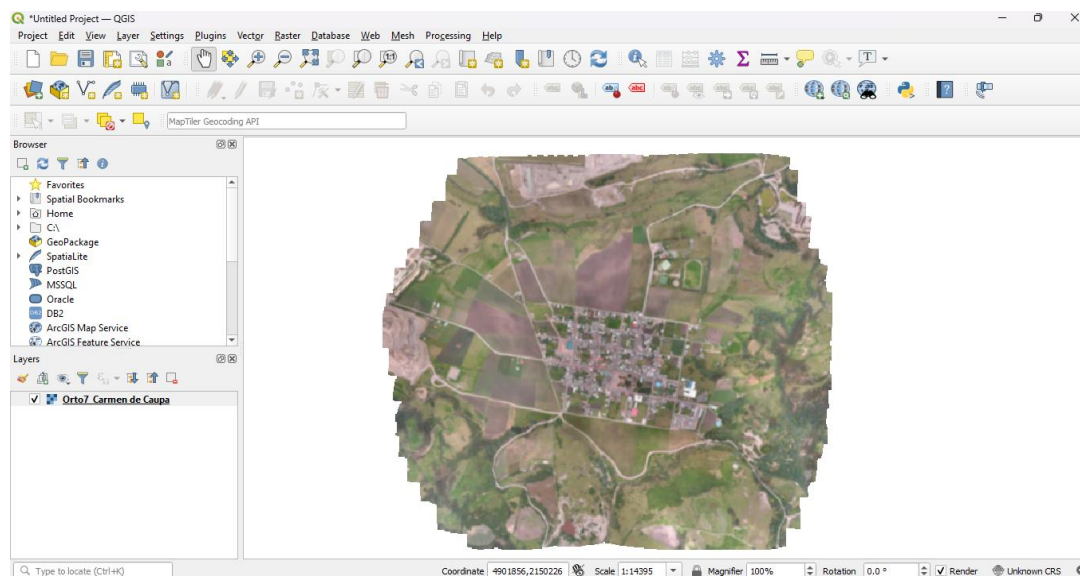 *Untitled Project — QGIS
Project Edit View Layer Settings Plugins Vector Raster Database Web Mesh Processing Help
MapTiler Geocoding API
Browser
Favorites
Spatial Bookmarks
Home
C:\
GeoPackage
SpatiaLite
PostGIS
MSSQL
Oracle
DB2
ArcGIS Map Service
ArcGIS Feature Service
Layers
Orto7_Carmen de Caupa
Type to locate (Ctrl+K) Coordinate 4901856,2150226 Scale 1:14395 Magnifier 100% Rotation 0.0 ° Render Unknown CRS